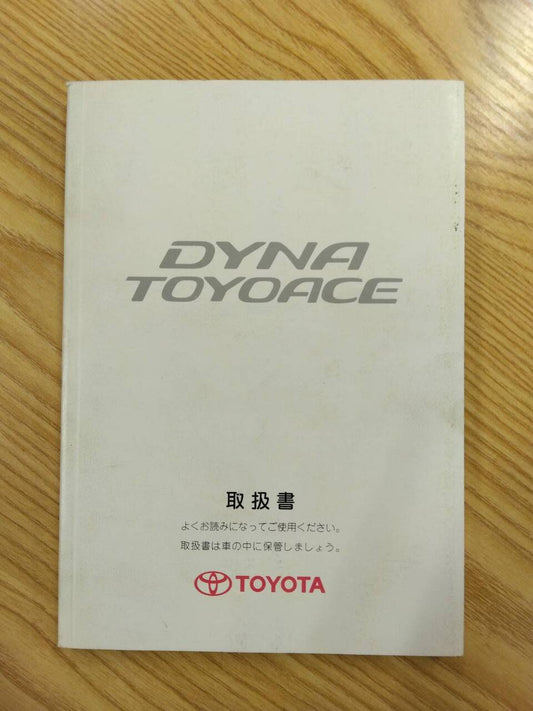 DYNA
TOYOACE
取扱書
よくお読みになってご使用ください。
取扱書は車の中に保管しましょう。
TOYOTA